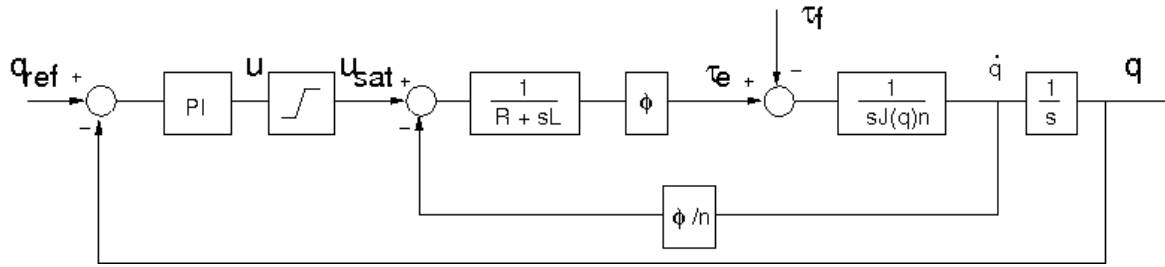 τf
qref + − PI u usat + − 1 / R + sL ϕ τe + − 1 / sJ(q)n q̇ 1 / s q
ϕ/n